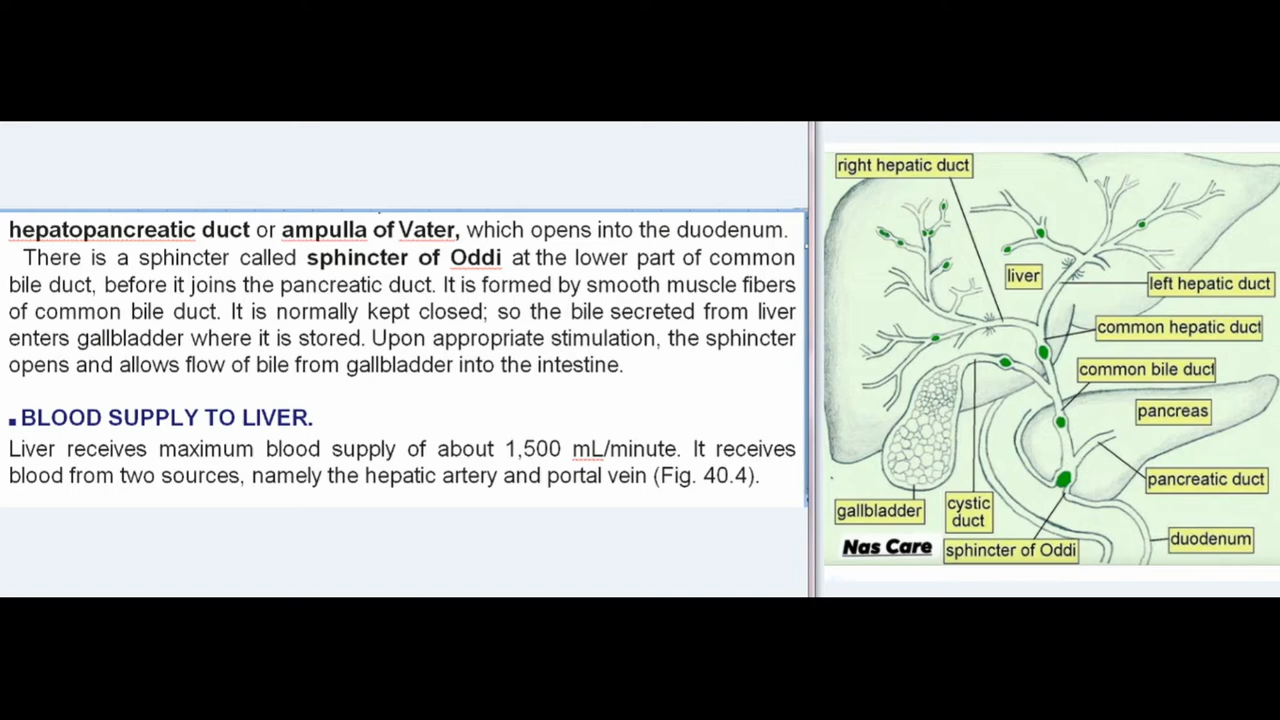 hepatopancreatic duct or ampulla of Vater, which opens into the duodenum.
There is a sphincter called sphincter of Oddi at the lower part of common
bile duct, before it joins the pancreatic duct. It is formed by smooth muscle fibers
of common bile duct. It is normally kept closed; so the bile secreted from liver
enters gallbladder where it is stored. Upon appropriate stimulation, the sphincter
opens and allows flow of bile from gallbladder into the intestine.
▪ BLOOD SUPPLY TO LIVER.
Liver receives maximum blood supply of about 1,500 mL/minute. It receives
blood from two sources, namely the hepatic artery and portal vein (Fig. 40.4).
right hepatic duct
liver
left hepatic duct
common hepatic duct
common bile duct
pancreas
pancreatic duct
gallbladder
cystic
duct
duodenum
Nas Care
sphincter of Oddi